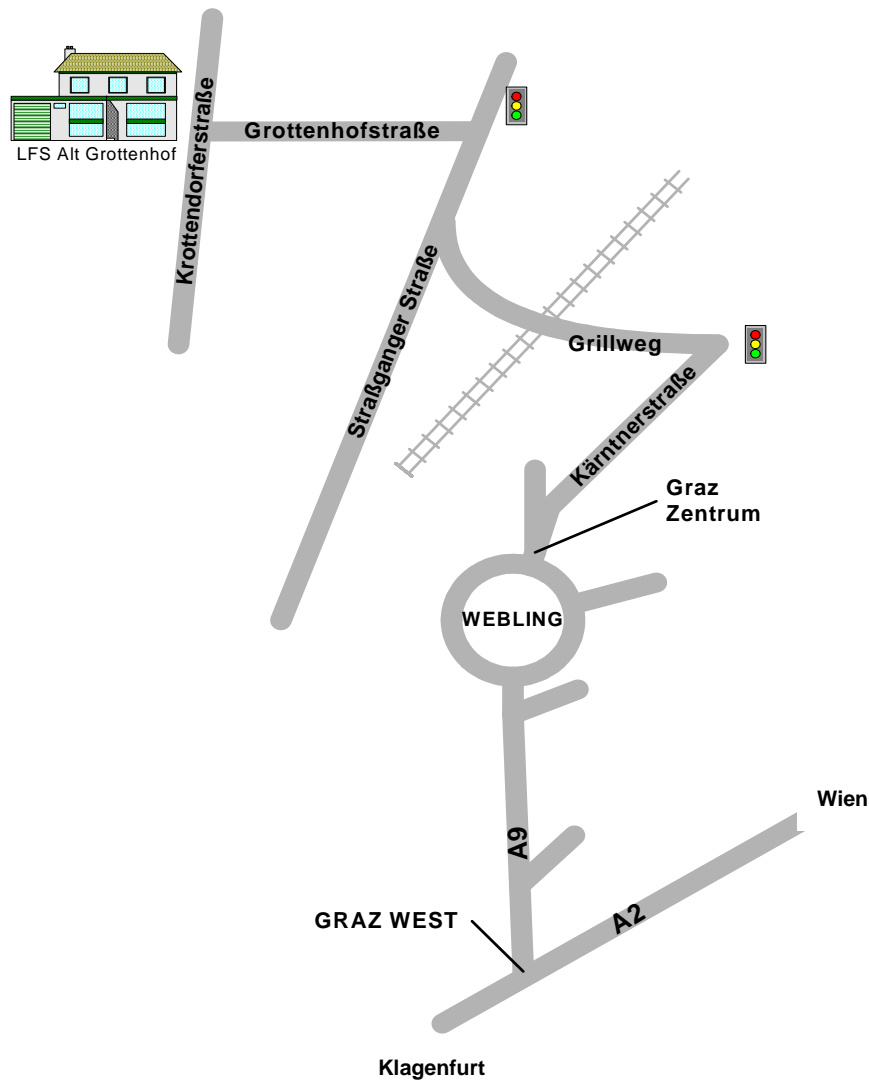 Grottenhofstraße
LFS Alt Grottenhof
Krottendorferstraße
Straßganger Straße
Grillweg
Kärntnerstraße
Graz
Zentrum
WEBLING
Wien
A9
GRAZ WEST
A2
Klagenfurt